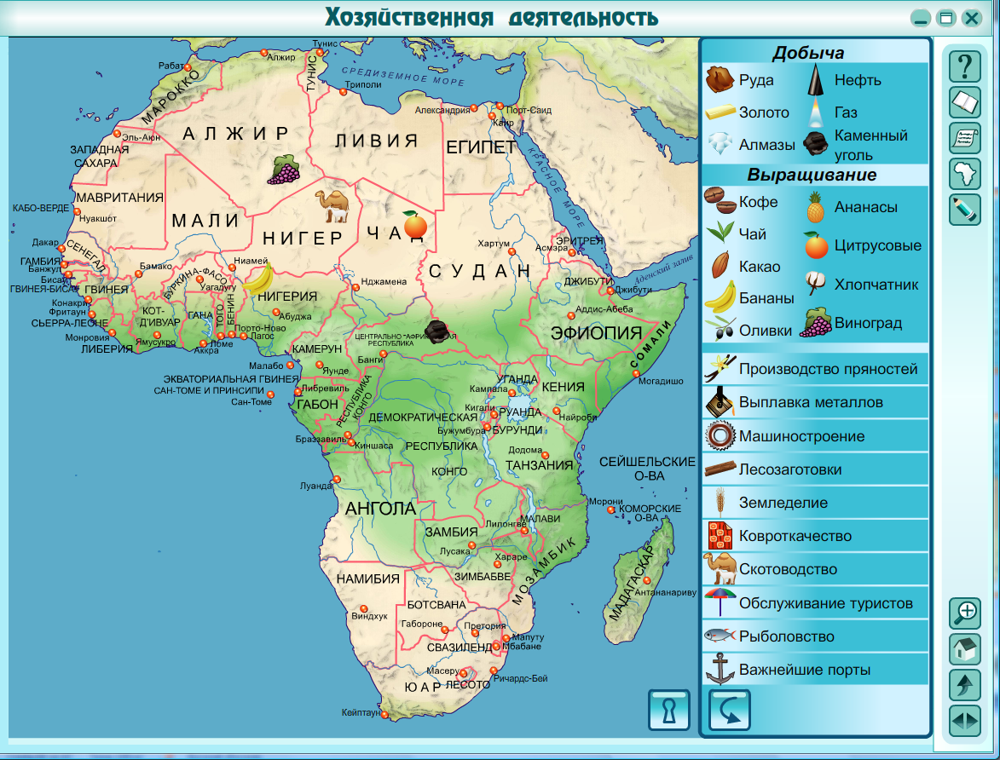 Хозяйственная деятельность
Тунис
Алжир
Рабат
СРЕДИЗЕМНОЕ МОРЕ
ТУНИС
Триполи
МАРОККО
Александрия
Порт-Саид
Каир
Эль-Аюн
АЛЖИР
ЛИВИЯ
ЕГИПЕТ
ЗАПАДНАЯ
САХАРА
КРАСНОЕ МОРЕ
МАВРИТАНИЯ
КАБО-ВЕРДЕ
Нуакшот
МАЛИ
НИГЕР
ЧАД
Дакар
СЕНЕГАЛ
Хартум
ЭРИТРЕЯ
Асмэра
ГАМБИЯ
Банжул
Бамако
Ниамей
СУДАН
Аденский залив
Бисау
БУРКИНА-ФАСО
Уагадугу
Нджамена
ДЖИБУТИ
Джибути
ГВИНЕЯ-БИСАУ
ГВИНЕЯ
НИГЕРИЯ
Конакри
Фритаун
КОТ-
Д'ИВУАР
ГАНА
ТОГО
БЕНИН
Абуджа
Аддис-Абеба
СЬЕРРА-ЛЕОНЕ
Порто-Ново
ЭФИОПИЯ
Монровия
Ямусукро
Ломе
Лагос
ЦЕНТРАЛЬНО-АФРИКАНСКАЯ
РЕСПУБЛИКА
СОМАЛИ
ЛИБЕРИЯ
Аккра
КАМЕРУН
Банги
Малабо
Яунде
ЭКВАТОРИАЛЬНАЯ ГВИНЕЯ
УГАНДА
Могадишо
САН-ТОМЕ И ПРИНСИПИ
Либревиль
Кампала
КЕНИЯ
Сан-Томе
ГАБОН
РЕСПУБЛИКА
КОНГО
Кигали
РУАНДА
ДЕМОКРАТИЧЕСКАЯ
Найроби
Бужумбура
БУРУНДИ
Браззавиль
Киншаса
РЕСПУБЛИКА
Додома
КОНГО
ТАНЗАНИЯ
СЕЙШЕЛЬСКИЕ
О-ВА
Луанда
Морони
КОМОРСКИЕ
О-ВА
АНГОЛА
МАЛАВИ
Лилонгве
ЗАМБИЯ
Лусака
Хараре
МОЗАМБИК
НАМИБИЯ
ЗИМБАБВЕ
МАДАГАСКАР
Антананариву
БОТСВАНА
Виндхук
Габороне
Претория
Мапуту
Мбабане
СВАЗИЛЕНД
Масеру
ЮАР
ЛЕСОТО
Ричардс-Бей
Кейптаун
Добыча
Руда
Нефть
Золото
Газ
Алмазы
Каменный
уголь
Выращивание
Кофе
Ананасы
Чай
Цитрусовые
Какао
Хлопчатник
Бананы
Оливки
Виноград
Производство пряностей
Выплавка металлов
Машиностроение
Лесозаготовки
Земледелие
Ковроткачество
Скотоводство
Обслуживание туристов
Рыболовство
Важнейшие порты
?